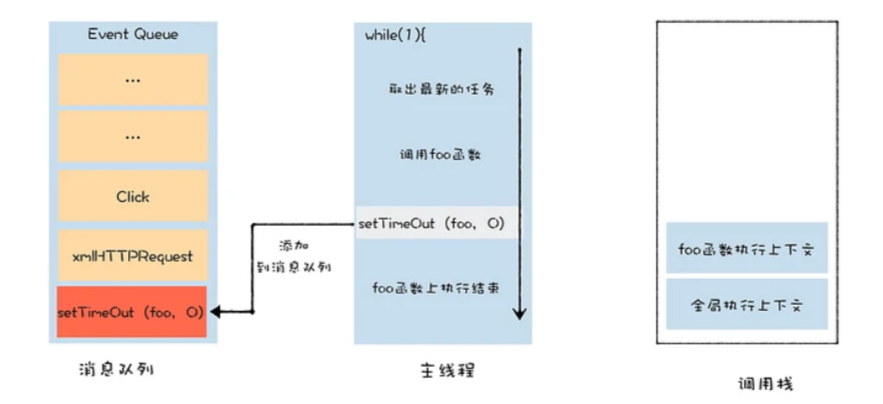 Event Queue
...
...
Click
xmlHTTPRequest
setTimeOut (foo, 0)
消息队列
while(1){
取出最新的任务
调用foo函数
setTimeOut (foo, 0)
添加
到消息队列
foo函数上执行结束
主线程
foo函数执行上下文
全局执行上下文
调用栈